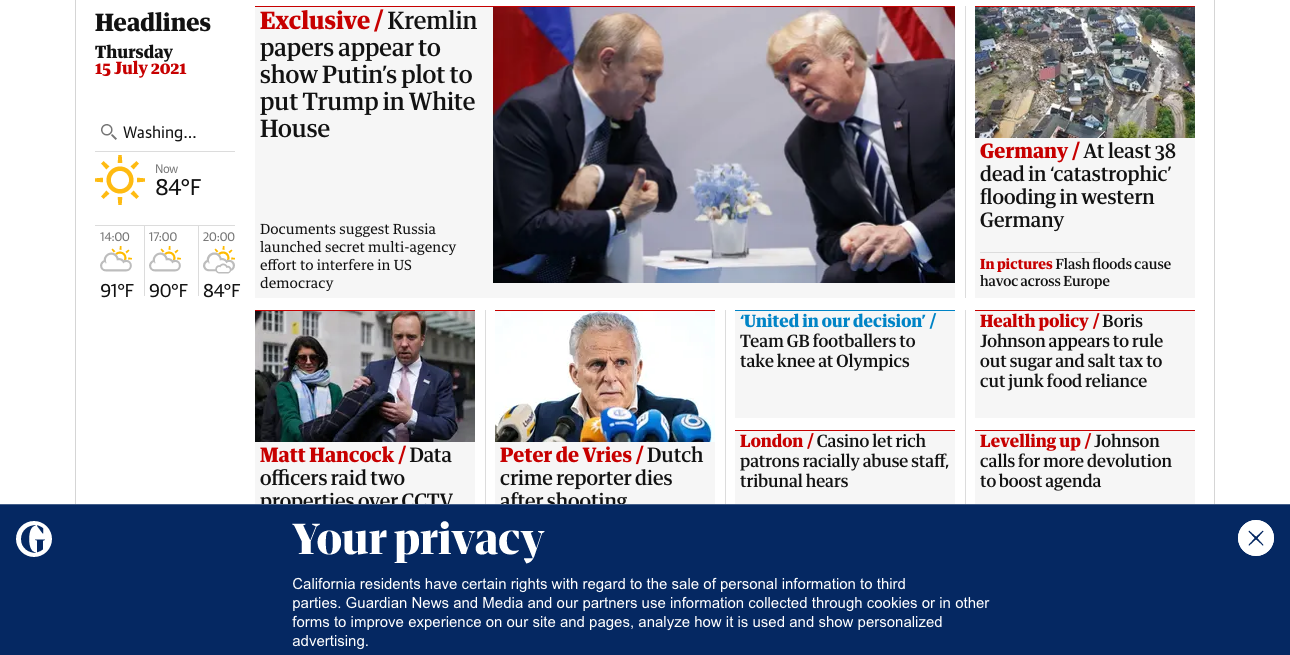 Headlines
Thursday
15 July 2021
Washing...
Now
84°F
14:00
17:00
20:00
91°F
90°F
84°F
Exclusive / Kremlin
papers appear to
show Putin's plot to
put Trump in White
House
Documents suggest Russia
launched secret multi-agency
effort to interfere in US
democracy
Germany / At least 38
dead in 'catastrophic'
flooding in western
Germany
In pictures Flash floods cause
havoc across Europe
Matt Hancock / Data
officers raid two
properties over CCTV
Peter de Vries / Dutch
crime reporter dies
after shooting
'United in our decision' /
Team GB footballers to
take knee at Olympics
Health policy / Boris
Johnson appears to rule
out sugar and salt tax to
cut junk food reliance
London / Casino let rich
patrons racially abuse staff,
tribunal hears
Levelling up / Johnson
calls for more devolution
to boost agenda
G
Your privacy
California residents have certain rights with regard to the sale of personal information to third
parties. Guardian News and Media and our partners use information collected through cookies or in other
forms to improve experience on our site and pages, analyze how it is used and show personalized
advertising.